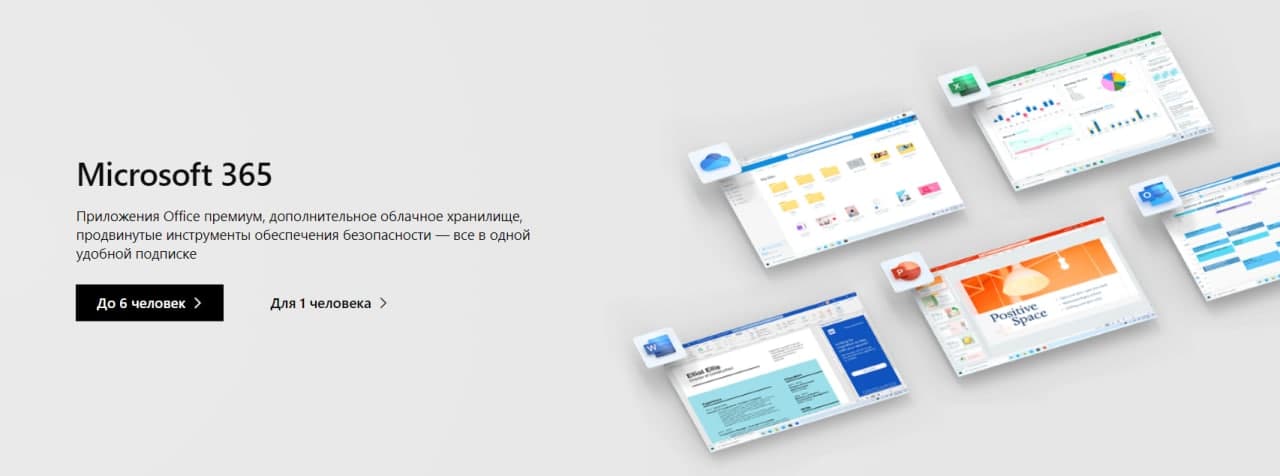 Microsoft 365
Приложения Office премиум, дополнительное облачное хранилище,
продвинутые инструменты обеспечения безопасности — все в одной
удобной подписке
До 6 человек
Для 1 человека
Positive
Space
Elliot Ellis